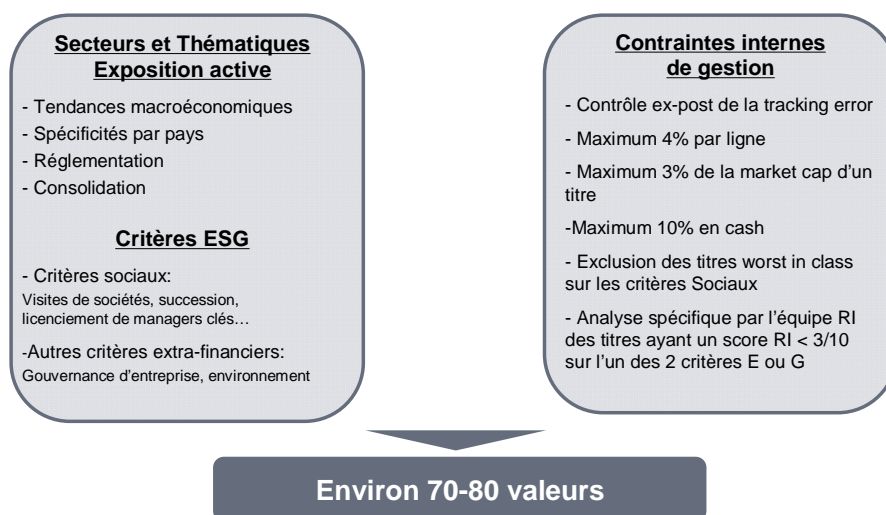 Secteurs et Thématiques
Exposition active
- Tendances macroéconomiques
- Spécificités par pays
- Réglementation
- Consolidation
Critères ESG
- Critères sociaux:
Visites de sociétés, succession,
licenciement de managers clés…
-Autres critères extra-financiers:
Gouvernance d'entreprise, environnement
Contraintes internes
de gestion
- Contrôle ex-post de la tracking error
- Maximum 4% par ligne
- Maximum 3% de la market cap d'un
titre
-Maximum 10% en cash
- Exclusion des titres worst in class
sur les critères Sociaux
- Analyse spécifique par l'équipe RI
des titres ayant un score RI < 3/10
sur l'un des 2 critères E ou G
Environ 70-80 valeurs